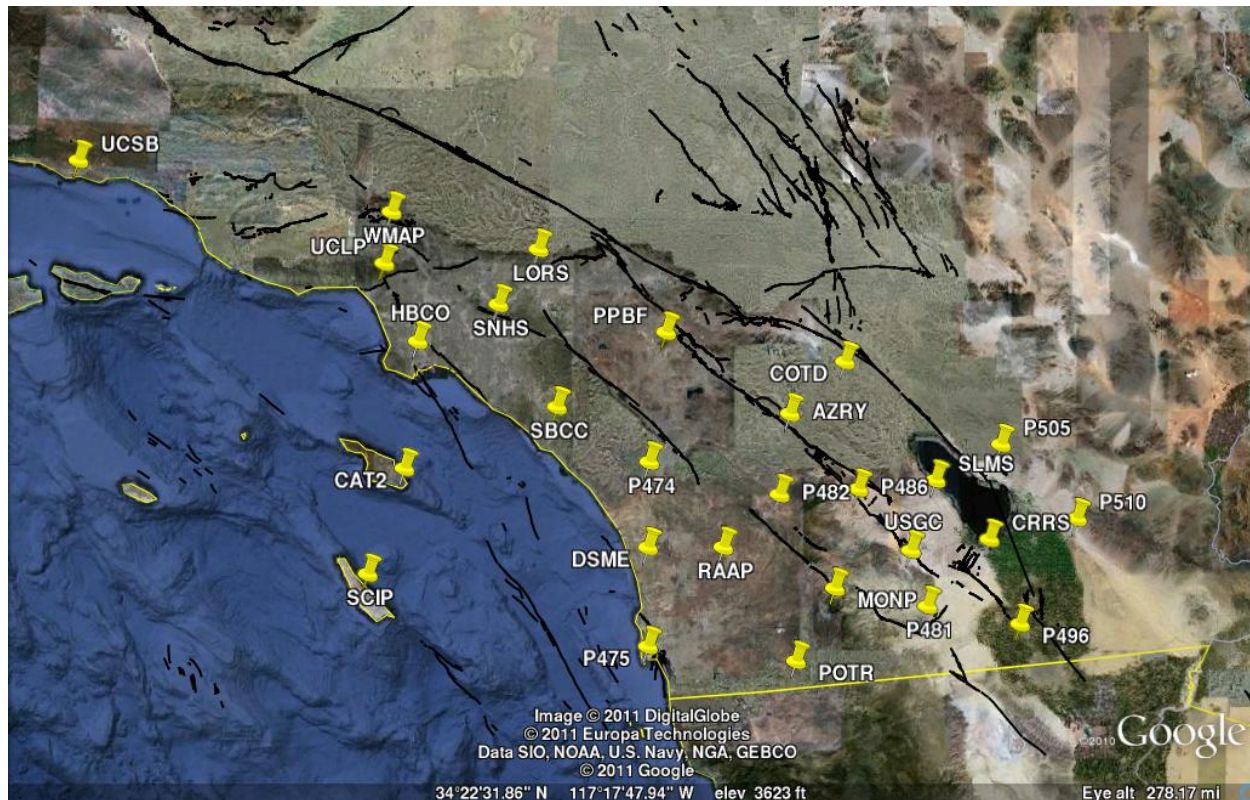 UCSB
WMAP
UCLP
LORS
HBCO
SNHS
PPBF
COTD
AZRY
SBCC
P505
SLMS
CAT2
P474
P482
P486
P510
USGC
CRRS
DSME
RAAP
SCIP
MONP
P481
P496
P475
POTR
Image © 2011 DigitalGlobe
© 2011 Europa Technologies
Data SIO, NOAA, U.S. Navy, NGA, GEBCO
© 2011 Google
©2010 Google
34°22'31.86" N 117°17'47.94" W elev 3623 ft
Eye alt 278.17 mi